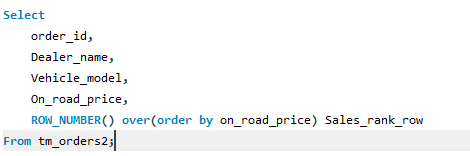 Select
order_id,
Dealer_name,
Vehicle_model,
On_road_price,
ROW_NUMBER() over(order by on_road_price) Sales_rank_row
From tm_orders2;